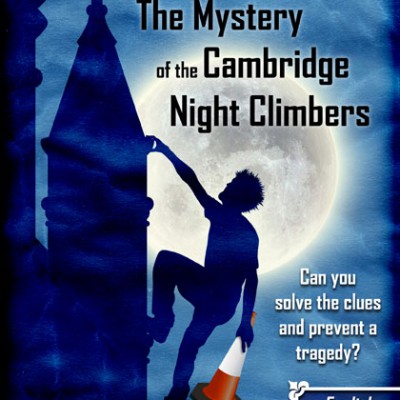 The Mystery
of the Cambridge
Night Climbers
Can you
solve the clues
and prevent a
tragedy?